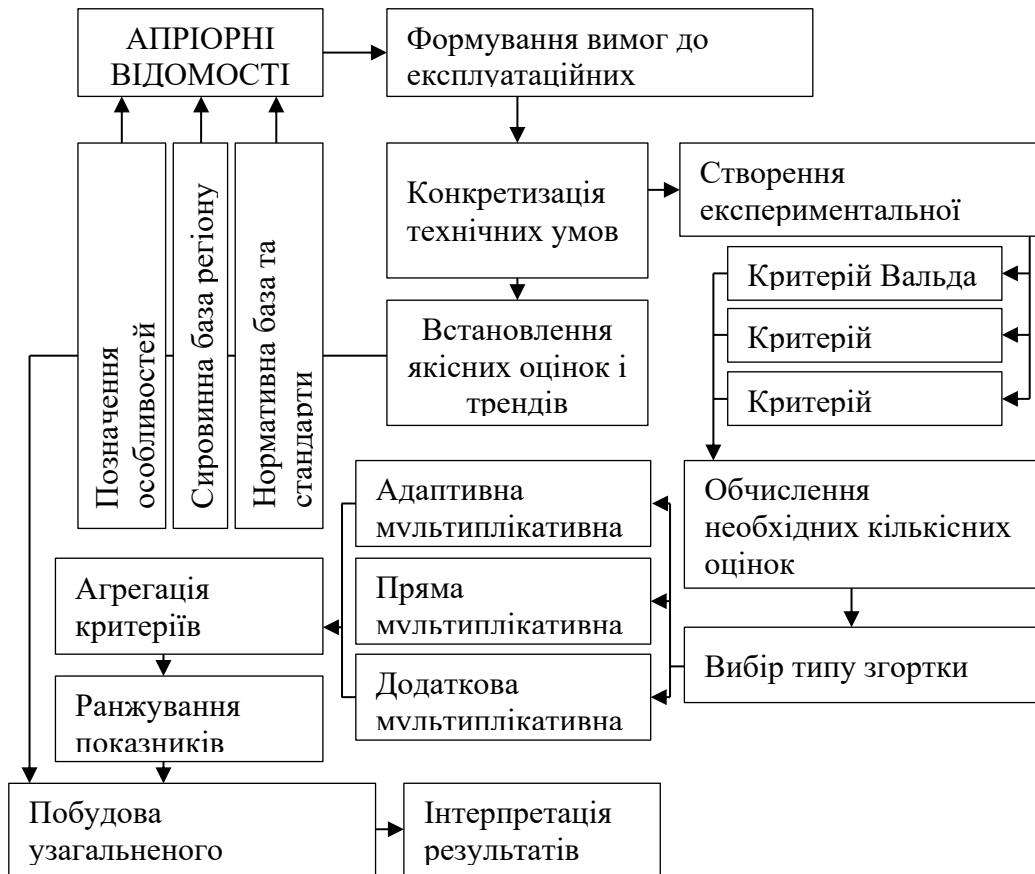 АПРІОРНІ
ВІДОМОСТІ
Формування вимог до
експлуатаційних
Позначення
особливостей
Сировинна база регіону
Нормативна база та
стандарти
Конкретизація
технічних умов
Створення
експериментальної
Критерій Вальда
Критерій
Критерій
Встановлення
якісних оцінок і
трендів
Обчислення
необхідних кількісних
оцінок
Вибір типу згортки
Адаптивна
мультиплікативна
Пряма
мультиплікативна
Додаткова
мультиплікативна
Агрегація
критеріїв
Ранжування
показників
Побудова
узагальненого
Інтерпретація
результатів